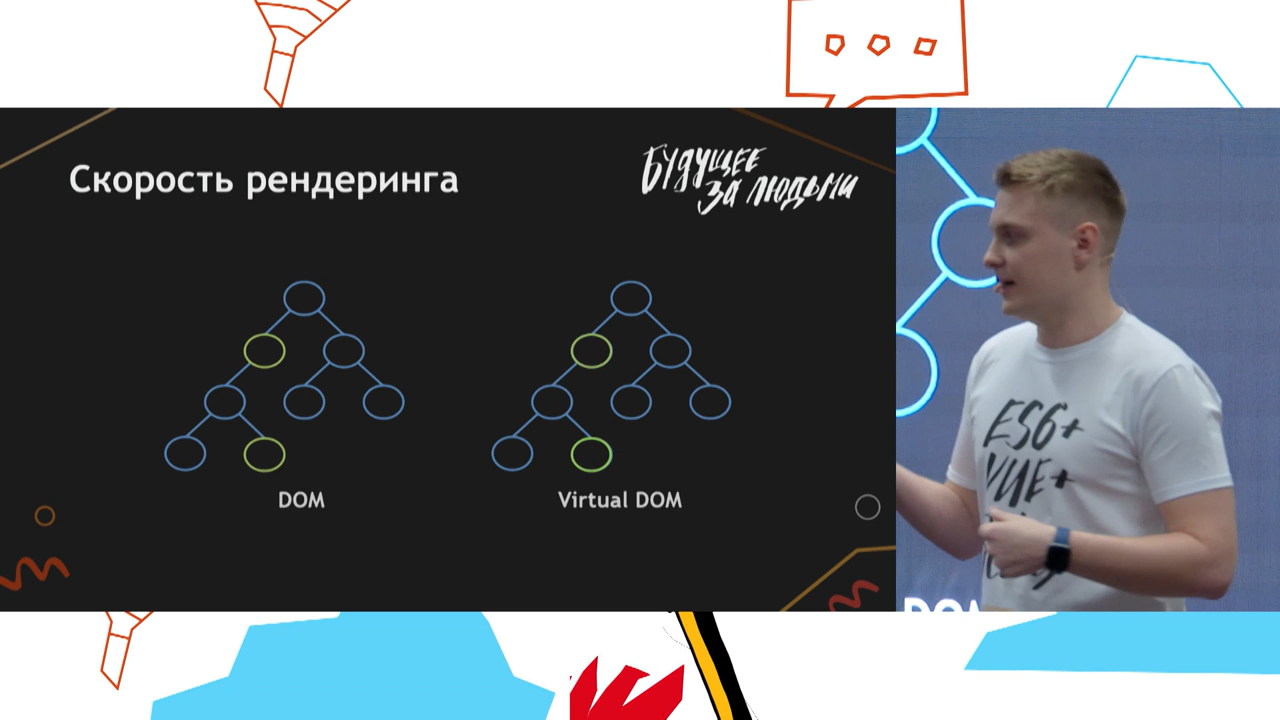 Скорость рендеринга
БУДУЩЕЕ
ЗА ЛЮДЬМИ
DOM
Virtual DOM
ES6+
VUE+